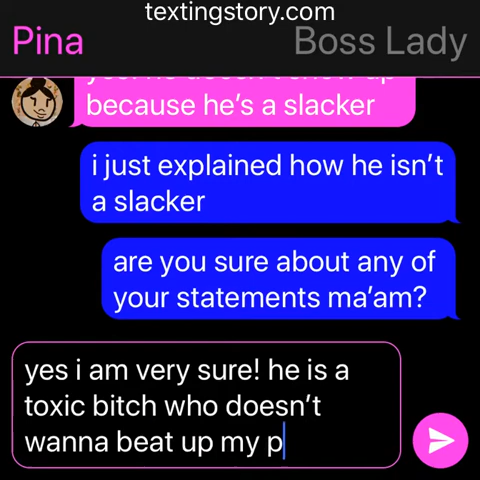 textingstory.com
Pina
Boss Lady
because he's a slacker
i just explained how he isn't
a slacker
are you sure about any of
your statements ma'am?
yes i am very sure! he is a
toxic bitch who doesn't
wanna beat up my p